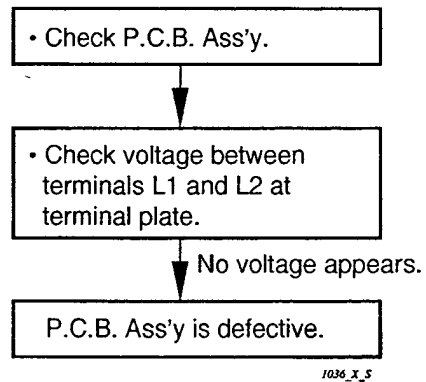 • Check P.C.B. Ass'y.
• Check voltage between
terminals L1 and L2 at
terminal plate.
No voltage appears.
P.C.B. Ass'y is defective.
1036_X_S